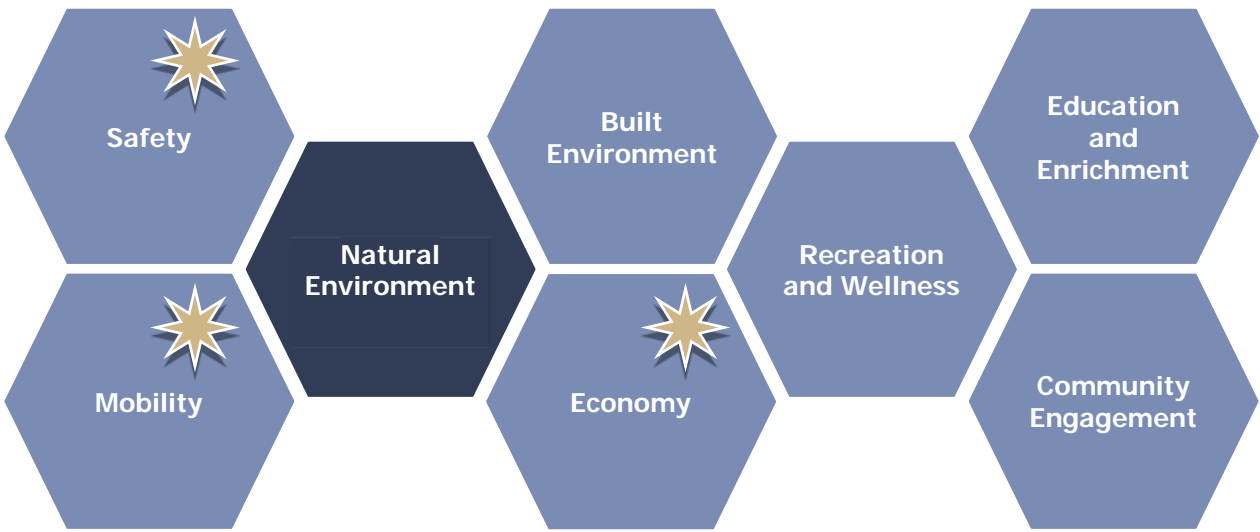 Safety
Mobility
Natural
Environment
Built
Environment
Economy
Recreation
and Wellness
Education
and
Enrichment
Community
Engagement